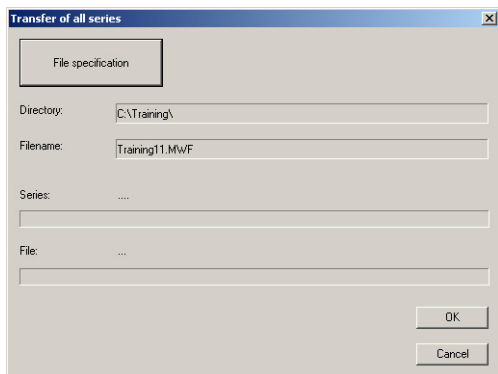 Transfer of all series
File specification
Directory: C:\Training\
Filename: Training11.MWF
Series: ....
File: ...
OK
Cancel